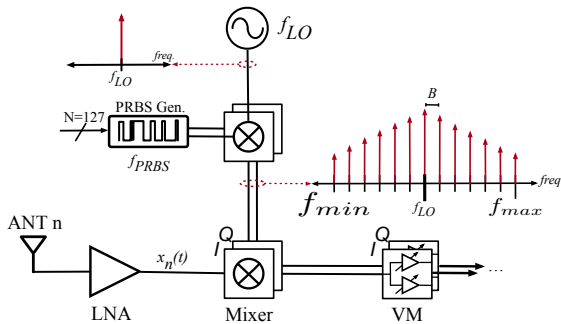 f_LO
freq.
f_LO
N=127
PRBS Gen.
f_PRBS
B
f_min
f_LO
f_max
freq
ANT n
LNA
x_n(t)
I
Q
Mixer
I
Q
VM
...